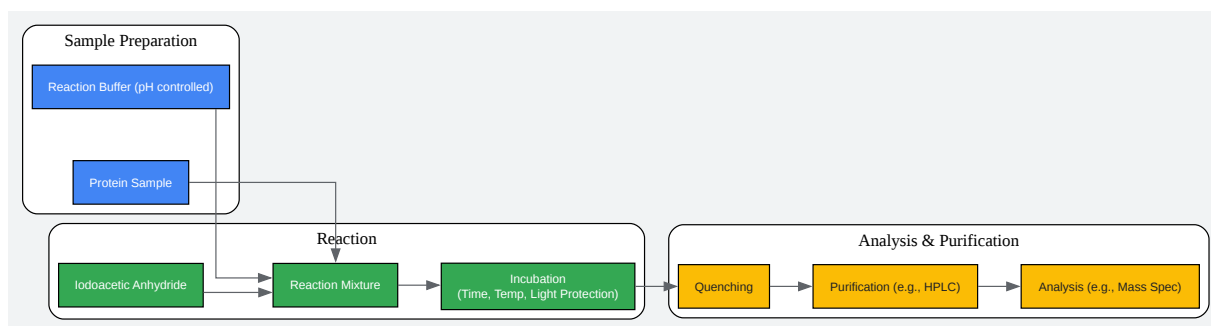 Sample Preparation
Reaction Buffer (pH controlled)
Protein Sample
Reaction
Iodoacetic Anhydride
Reaction Mixture
Incubation
(Time, Temp, Light Protection)
Analysis & Purification
Quenching
Purification (e.g., HPLC)
Analysis (e.g., Mass Spec)